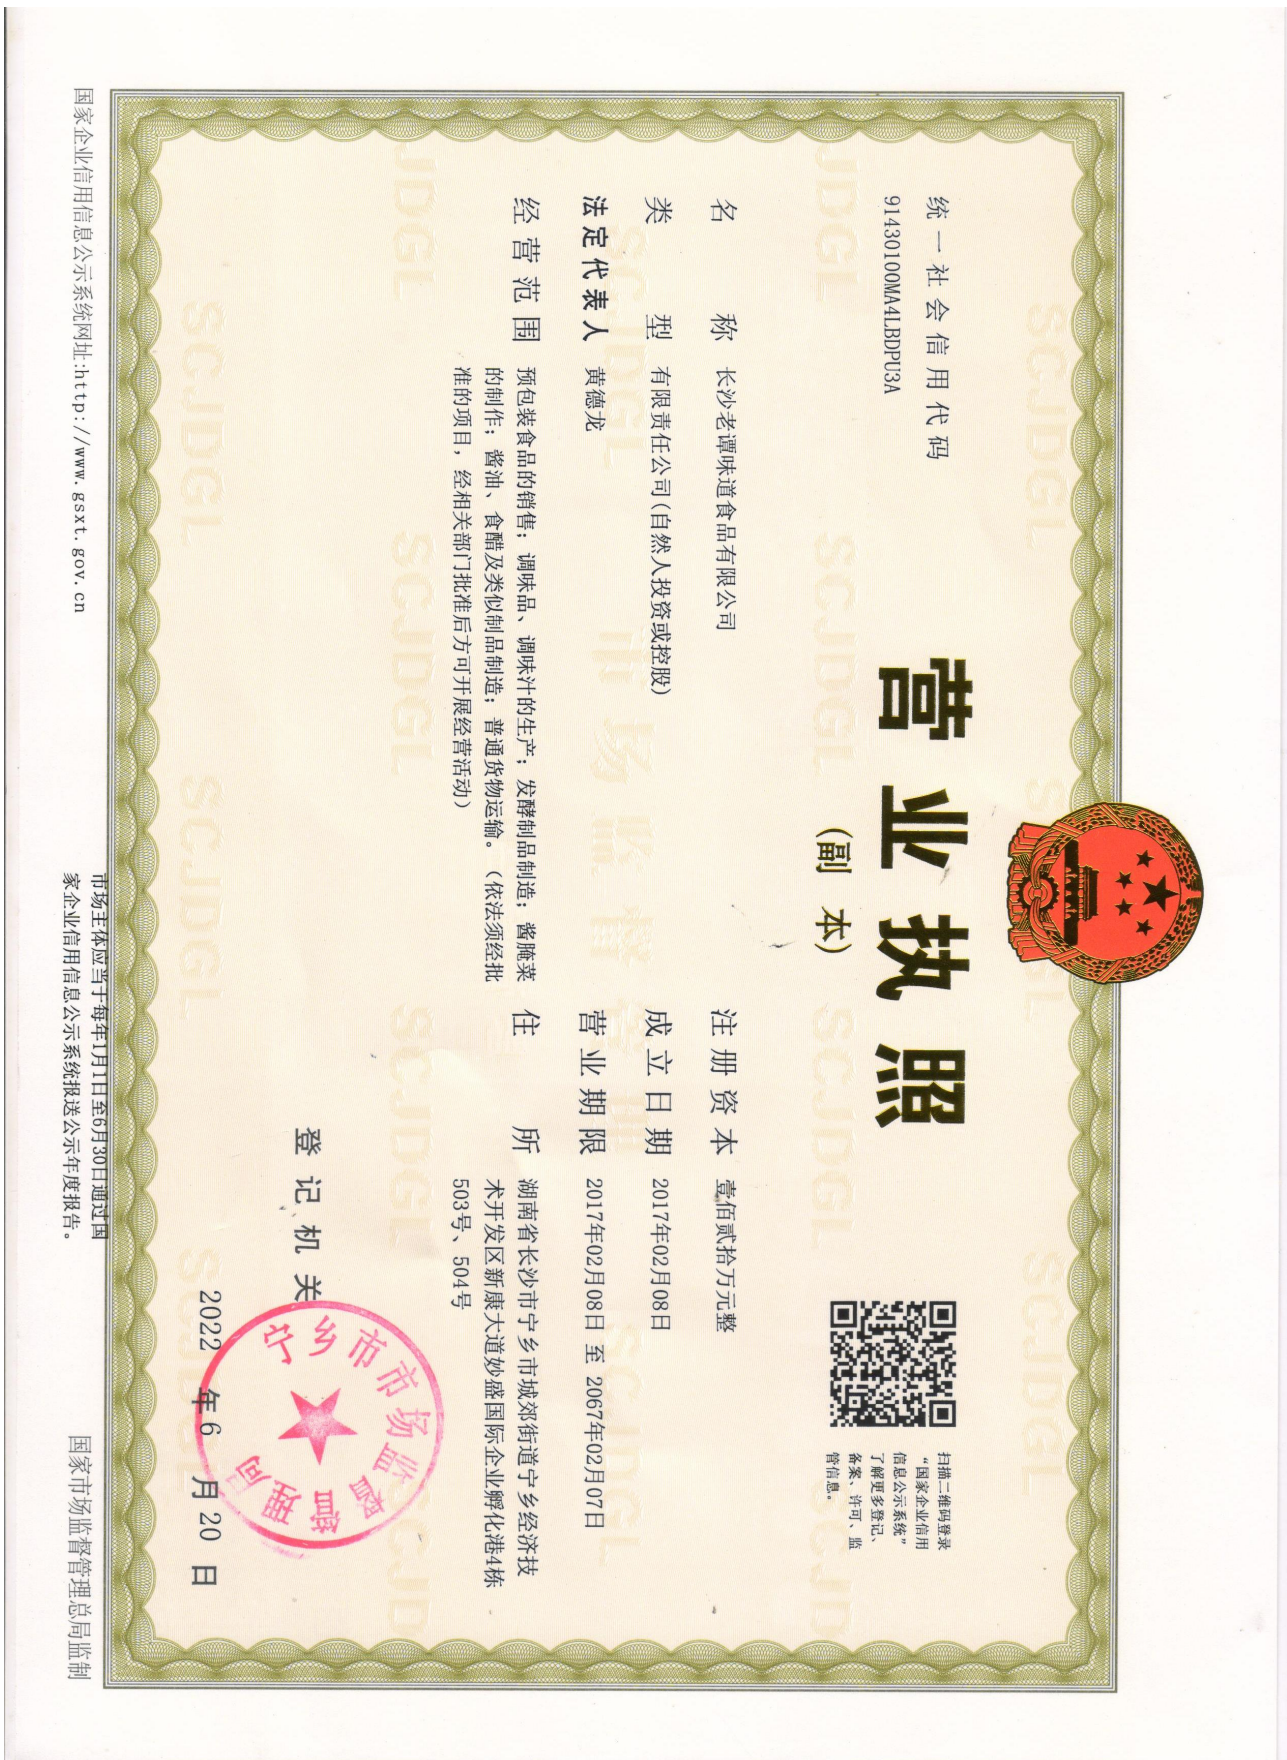 统一社会信用代码
91430100MA4LBDPU3A
营业执照
(副 本)
扫描二维码登录
“国家企业信用
信息公示系统”
了解更多登记、
备案、许可、监
管信息。
名 称 长沙老谭味道食品有限公司
类 型 有限责任公司(自然人投资或控股)
法定代表人 黄德龙
经营范围 预包装食品的销售；调味品、调味汁的生产；发酵制品制造；酱腌菜
的制作；酱油、食醋及类似制品制造；普通货物运输。（依法须经批
准的项目，经相关部门批准后方可开展经营活动）
注册资本 壹佰贰拾万元整
成立日期 2017年02月08日
营业期限 2017年02月08日 至 2067年02月07日
住 所 湖南省长沙市宁乡市城郊街道宁乡经济技
术开发区新康大道妙盛国际企业孵化港4栋
503号、504号
登记机关
宁乡市市场监督管理局
2022 年 6 月 20 日
国家企业信用信息公示系统网址:http://www.gsxt.gov.cn
市场主体应当于每年1月1日至6月30日通过国
家企业信用信息公示系统报送公示年度报告。
国家市场监督管理总局监制
SCJDGL
市场监督管理